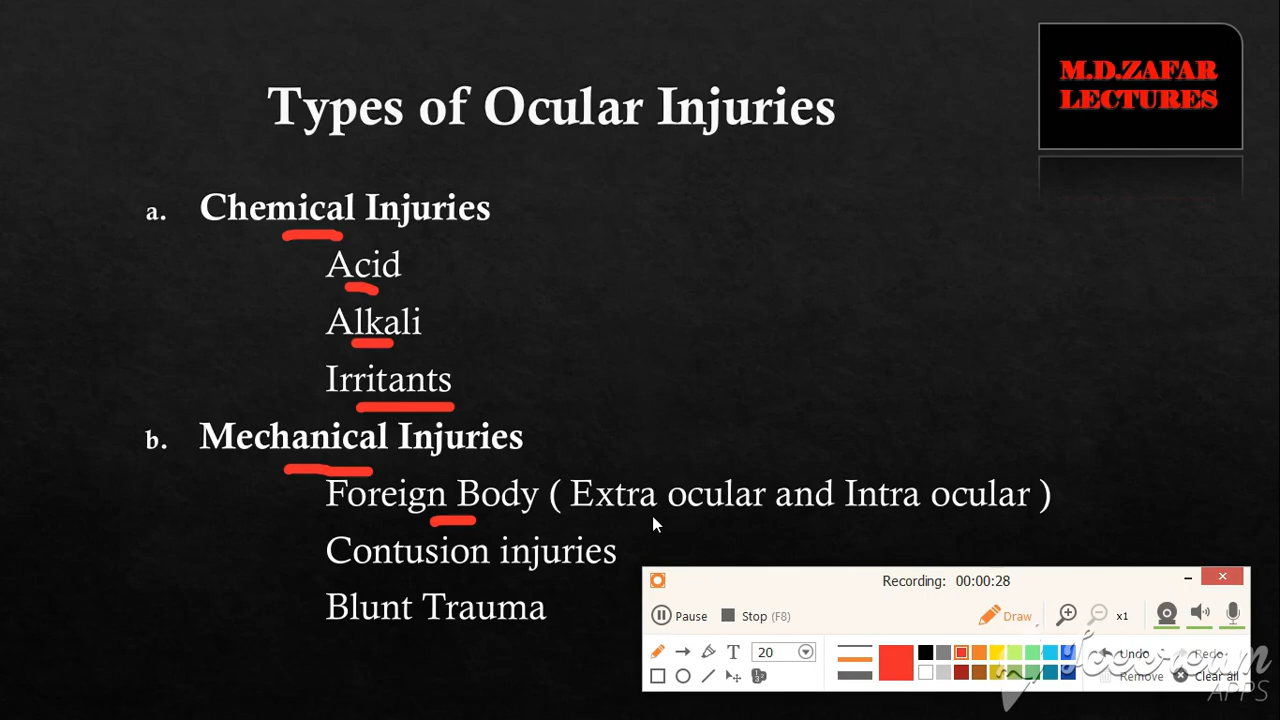 M.D.ZAFAR
LECTURES
Types of Ocular Injuries
a. Chemical Injuries
Acid
Alkali
Irritants
b. Mechanical Injuries
Foreign Body ( Extra ocular and Intra ocular )
Contusion injuries
Blunt Trauma
Recording: 00:00:28
Pause Stop (F8) Draw x1
T 20 Undo Redo
Remove Clear all
APPS